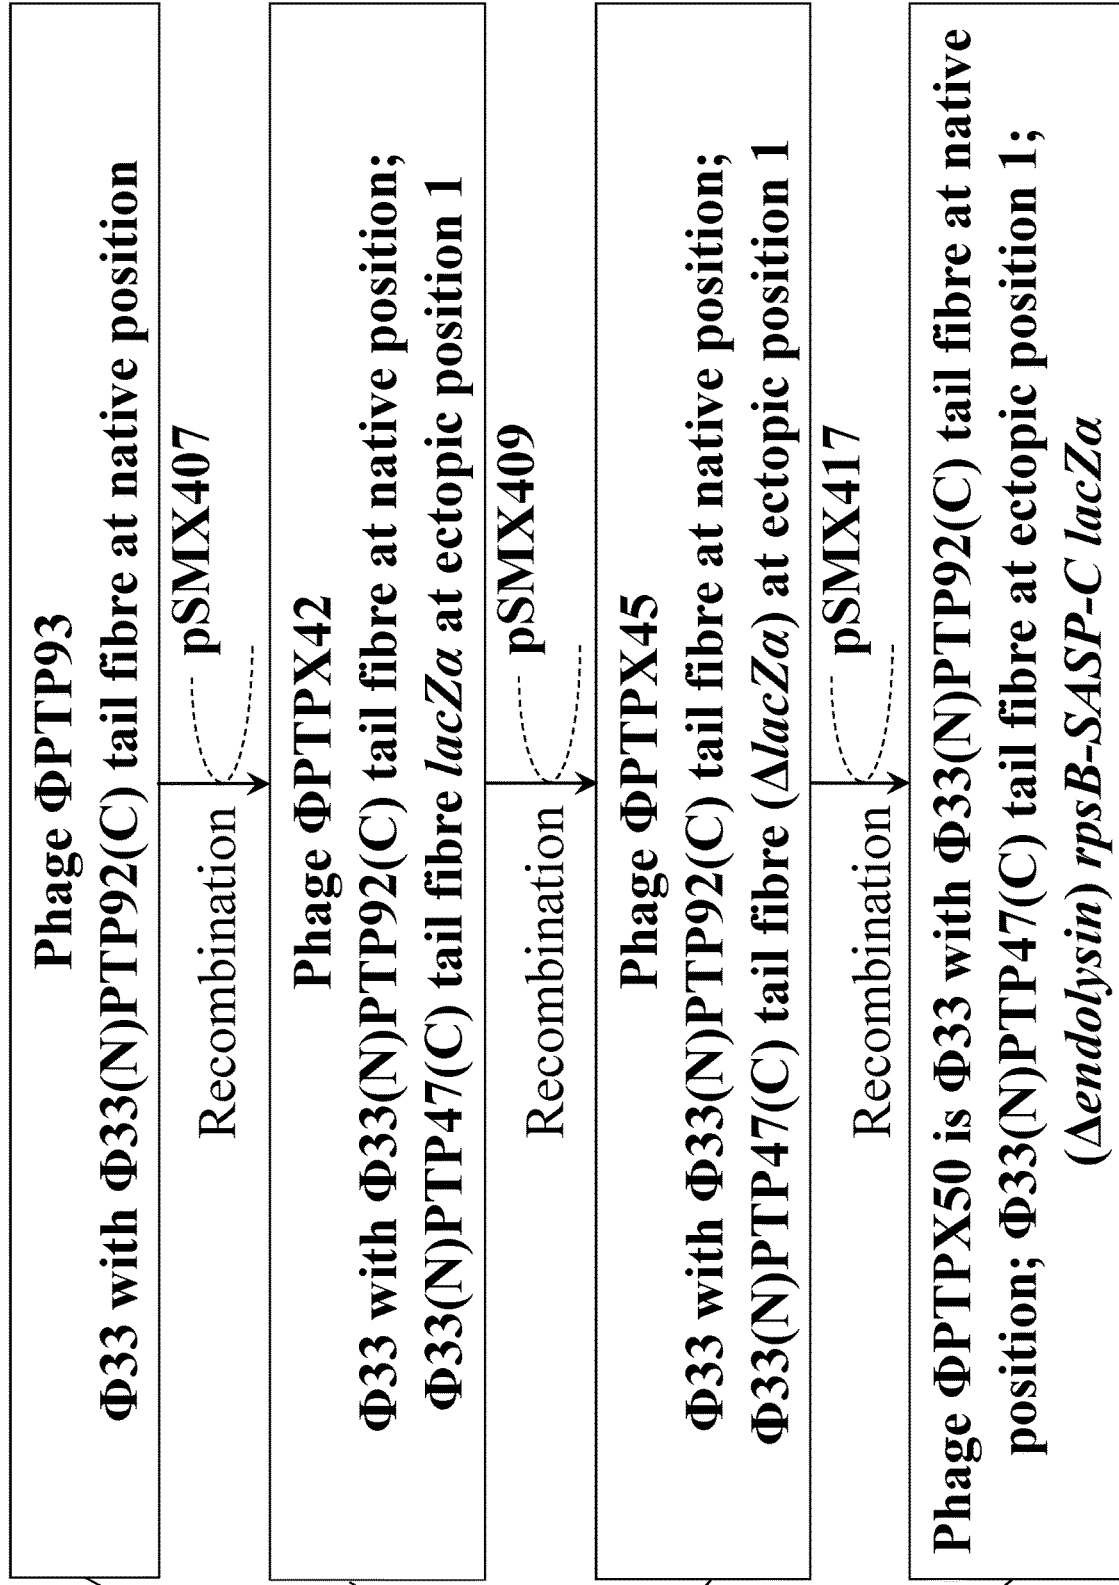 Phage ΦPTP93
Φ33 with Φ33(N)PTP92(C) tail fibre at native position
Recombination
pSMX407
Phage ΦPTPX42
Φ33 with Φ33(N)PTP92(C) tail fibre at native position;
Φ33(N)PTP47(C) tail fibre lacZα at ectopic position 1
Recombination
pSMX409
Phage ΦPTPX45
Φ33 with Φ33(N)PTP92(C) tail fibre at native position;
Φ33(N)PTP47(C) tail fibre (ΔlacZα) at ectopic position 1
Recombination
pSMX417
Phage ΦPTPX50 is Φ33 with Φ33(N)PTP92(C) tail fibre at native
position; Φ33(N)PTP47(C) tail fibre at ectopic position 1;
(Δendolysin) rpsB-SASP-C lacZα